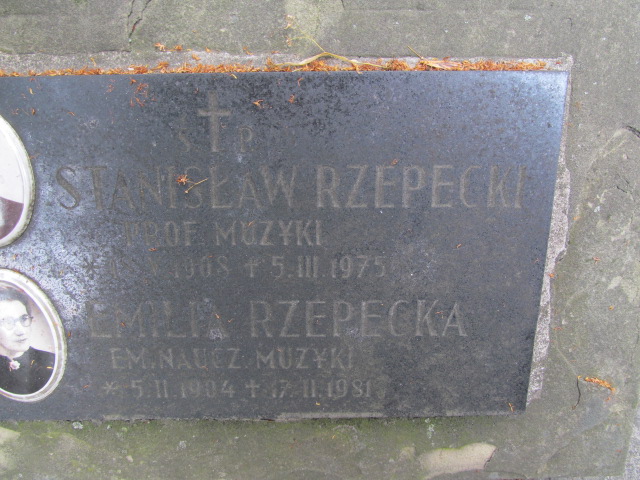 Ś P
STANISŁAW RZEPECKI
PROF MUZYKI
1908 + 5.III.1975
EMILIA RZEPECKA
EM. NAUCZ. MUZYKI
* 5.II.1904 + 17.II.1981